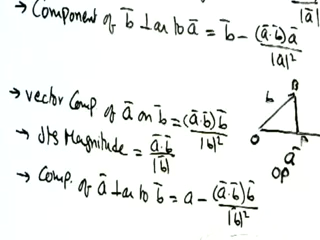 → Component of b̄ ⊥ar to ā = b̄ - (ā.b̄)ā / |a|²
|ā|
→ vector Comp of ā on b̄ = (ā.b̄)b̄ / |b|²
→ Its Magnitude = ā.b̄ / |b̄|
→ Comp. of ā ⊥ar to b̄ = a - (ā.b̄)b̄ / |b̄|²
B
b
O
A
ā
OP